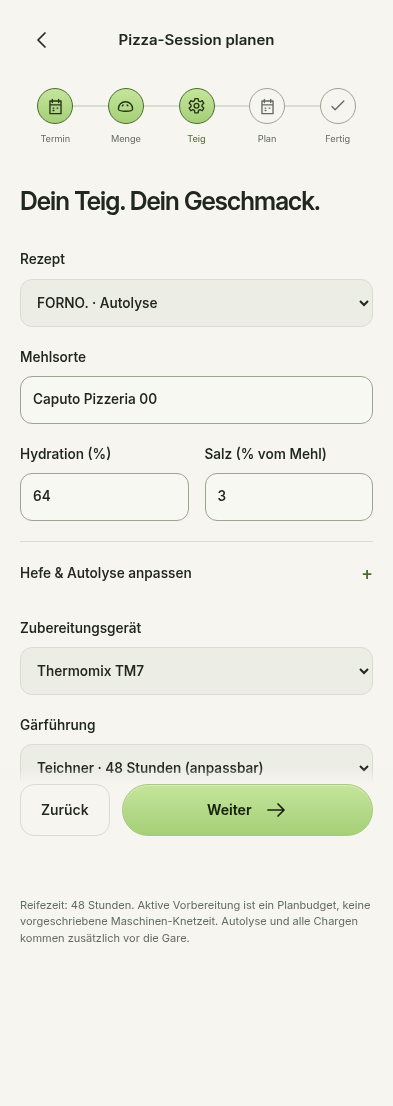 Pizza-Session planen
Termin
Menge
Teig
Plan
Fertig
Dein Teig. Dein Geschmack.
Rezept
FORNO. · Autolyse
Mehlsorte
Caputo Pizzeria 00
Hydration (%)
Salz (% vom Mehl)
64
3
Hefe & Autolyse anpassen
+
Zubereitungsgerät
Thermomix TM7
Gärführung
Teichner · 48 Stunden (anpassbar)
Zurück
Weiter
Reifezeit: 48 Stunden. Aktive Vorbereitung ist ein Planbudget, keine
vorgeschriebene Maschinen-Knetzeit. Autolyse und alle Chargen
kommen zusätzlich vor die Gare.